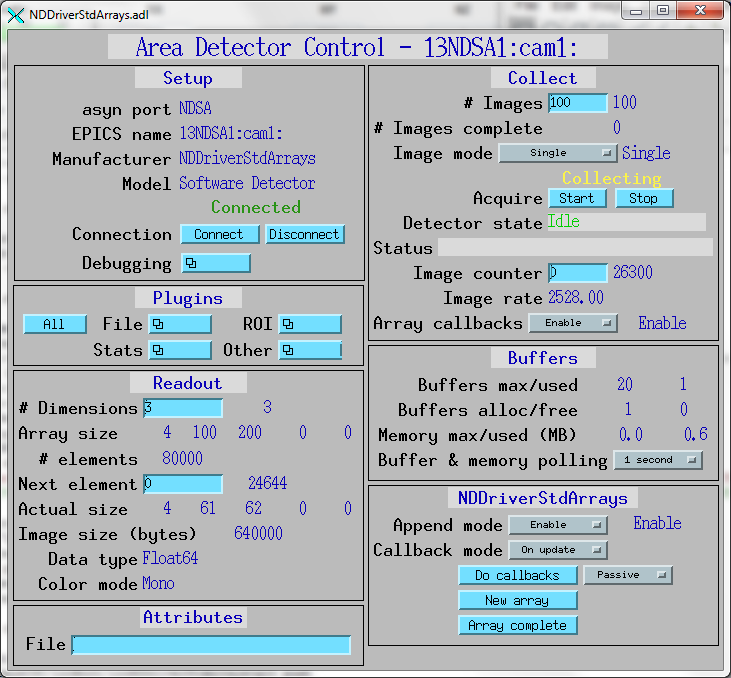 NDDriverStdArrays.adl
Area Detector Control - 13NDSA1:cam1:
Setup
asyn port NDSA
EPICS name 13NDSA1:cam1:
Manufacturer NDDriverStdArrays
Model Software Detector
Connected
Connection Connect Disconnect
Debugging
Plugins
All File ROI
Stats Other
Readout
# Dimensions 3 3
Array size 4 100 200 0 0
# elements 80000
Next element 0 24644
Actual size 4 61 62 0 0
Image size (bytes) 640000
Data type Float64
Color mode Mono
Attributes
File
Collect
# Images 100 100
# Images complete 0
Image mode Single Single
Collecting
Acquire Start Stop
Detector state Idle
Status
Image counter 0 26300
Image rate 2528.00
Array callbacks Enable Enable
Buffers
Buffers max/used 20 1
Buffers alloc/free 1 0
Memory max/used (MB) 0.0 0.6
Buffer & memory polling 1 second
NDDriverStdArrays
Append mode Enable Enable
Callback mode On update
Do callbacks Passive
New array
Array complete